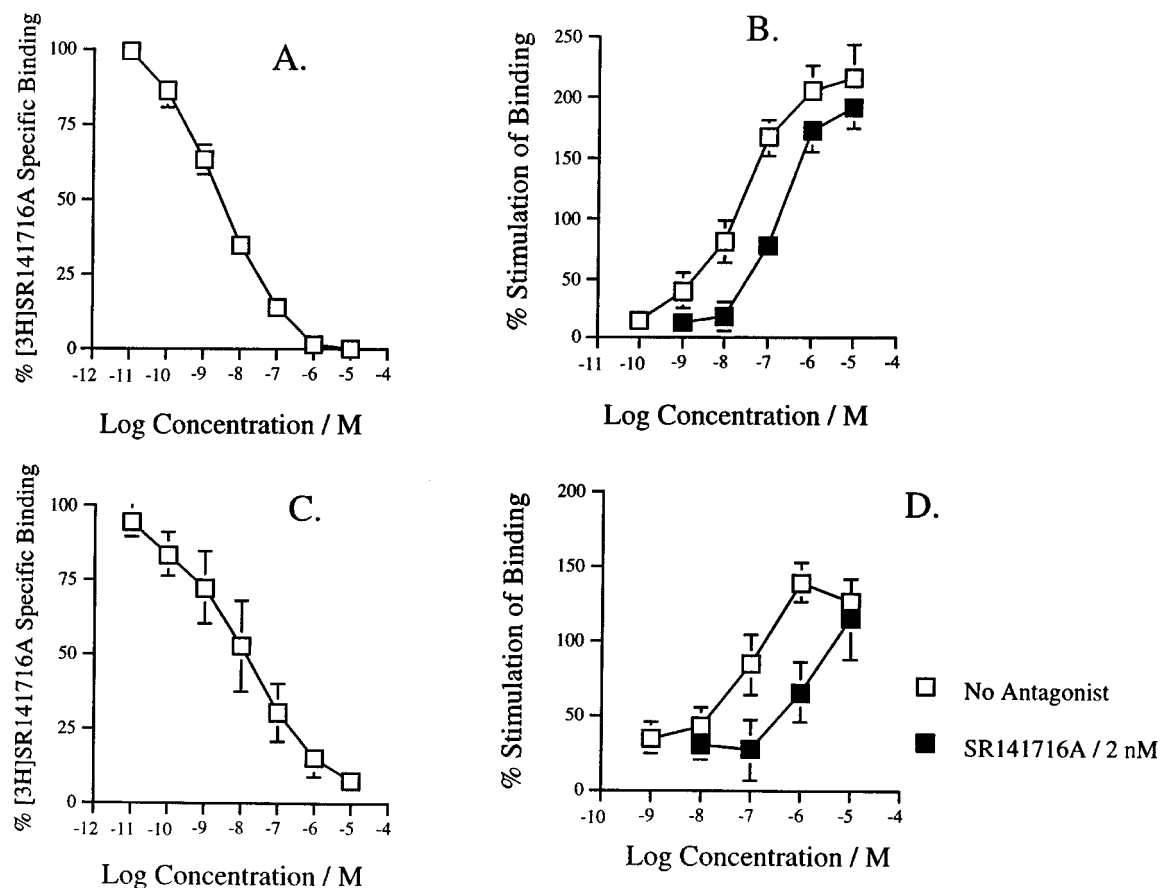 A.
% [3H]SR141716A Specific Binding
100
75
50
25
0
-12 -11 -10 -9 -8 -7 -6 -5 -4
Log Concentration / M
B.
% Stimulation of Binding
250
200
150
100
50
0
-11 -10 -9 -8 -7 -6 -5 -4
Log Concentration / M
C.
% [3H]SR141716A Specific Binding
100
75
50
25
0
-12 -11 -10 -9 -8 -7 -6 -5 -4
Log Concentration / M
D.
% Stimulation of Binding
200
150
100
50
0
-10 -9 -8 -7 -6 -5 -4
Log Concentration / M
No Antagonist
SR141716A / 2 nM